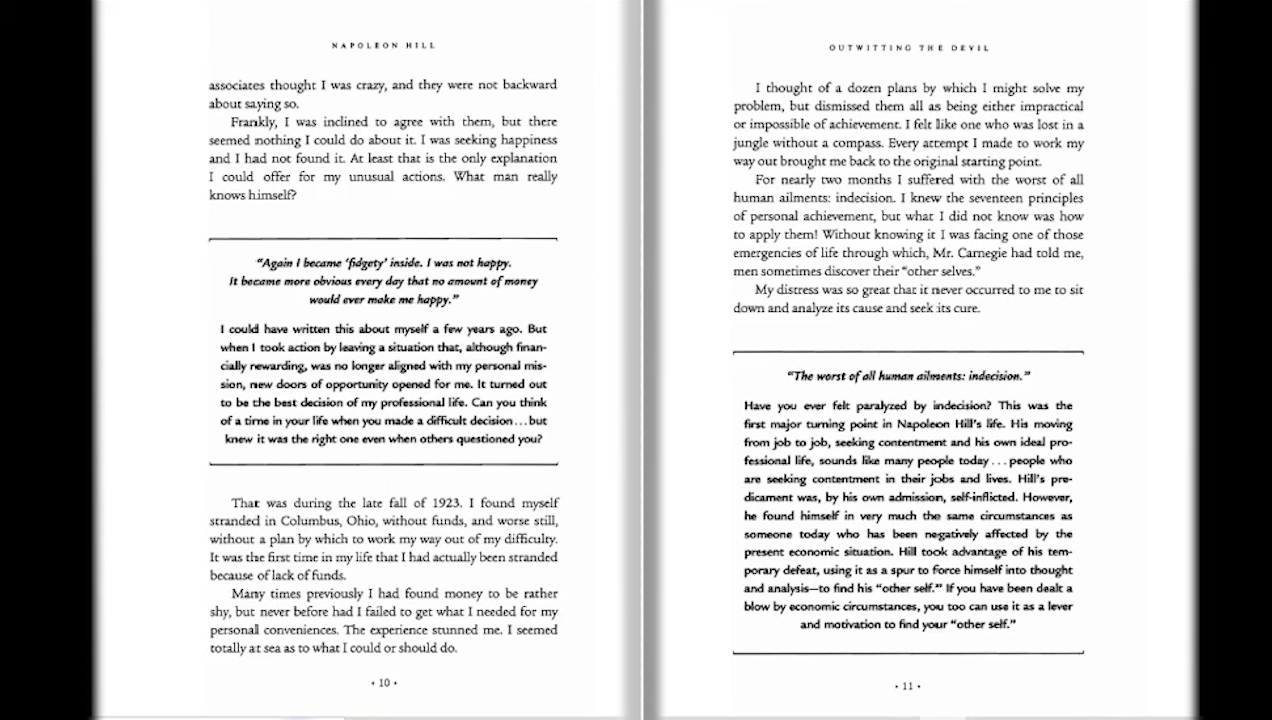 NAPOLEON HILL
associates thought I was crazy, and they were not backward
about saying so.
Frankly, I was inclined to agree with them, but there
seemed nothing I could do about it. I was seeking happiness
and I had not found it. At least that is the only explanation
I could offer for my unusual actions. What man really
knows himself?
“Again I became ‘fidgety’ inside. I was not happy.
It became more obvious every day that no amount of money
would ever make me happy.”
I could have written this about myself a few years ago. But
when I took action by leaving a situation that, although finan-
cially rewarding, was no longer aligned with my personal mis-
sion, new doors of opportunity opened for me. It turned out
to be the best decision of my professional life. Can you think
of a time in your life when you made a difficult decision...but
knew it was the right one even when others questioned you?
That was during the late fall of 1923. I found myself
stranded in Columbus, Ohio, without funds, and worse still,
without a plan by which to work my way out of my difficulty.
It was the first time in my life that I had actually been stranded
because of lack of funds.
Many times previously I had found money to be rather
shy, but never before had I failed to get what I needed for my
personal conveniences. The experience stunned me. I seemed
totally at sea as to what I could or should do.
• 10 •
OUTWITTING THE DEVIL
I thought of a dozen plans by which I might solve my
problem, but dismissed them all as being either impractical
or impossible of achievement. I felt like one who was lost in a
jungle without a compass. Every attempt I made to work my
way out brought me back to the original starting point.
For nearly two months I suffered with the worst of all
human ailments: indecision. I knew the seventeen principles
of personal achievement, but what I did not know was how
to apply them! Without knowing it I was facing one of those
emergencies of life through which, Mr. Carnegie had told me,
men sometimes discover their “other selves.”
My distress was so great that it never occurred to me to sit
down and analyze its cause and seek its cure.
“The worst of all human ailments: indecision.”
Have you ever felt paralyzed by indecision? This was the
first major turning point in Napoleon Hill’s life. His moving
from job to job, seeking contentment and his own ideal pro-
fessional life, sounds like many people today...people who
are seeking contentment in their jobs and lives. Hill’s pre-
dicament was, by his own admission, self-inflicted. However,
he found himself in very much the same circumstances as
someone today who has been negatively affected by the
present economic situation. Hill took advantage of his tem-
porary defeat, using it as a spur to force himself into thought
and analysis—to find his “other self.” If you have been dealt a
blow by economic circumstances, you too can use it as a lever
and motivation to find your “other self.”
• 11 •